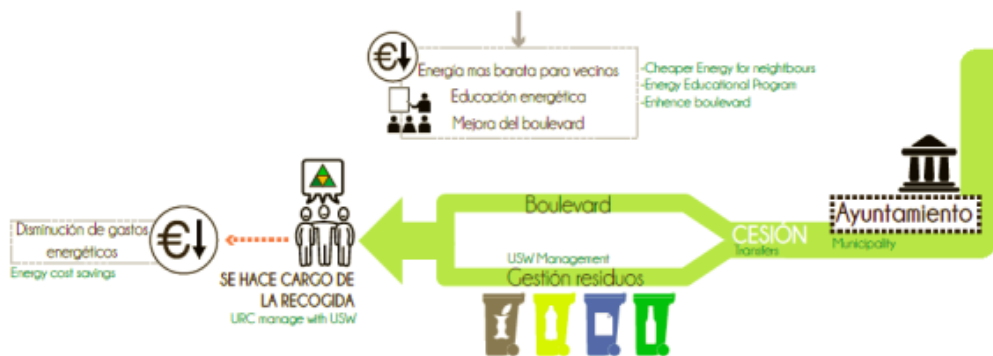 €
Energía mas barata para vecinos
Educación energética
Mejora del boulevard
-Cheaper Energy for neighbours
-Energy Educational Program
-Enhence boulevard
Ayuntamiento
Municipality
Boulevard
CESIÓN
Transfers
USW Management
Gestión residuos
Disminución de gastos
energéticos
Energy cost savings
€
SE HACE CARGO DE
LA RECOGIDA
URC manage with USW